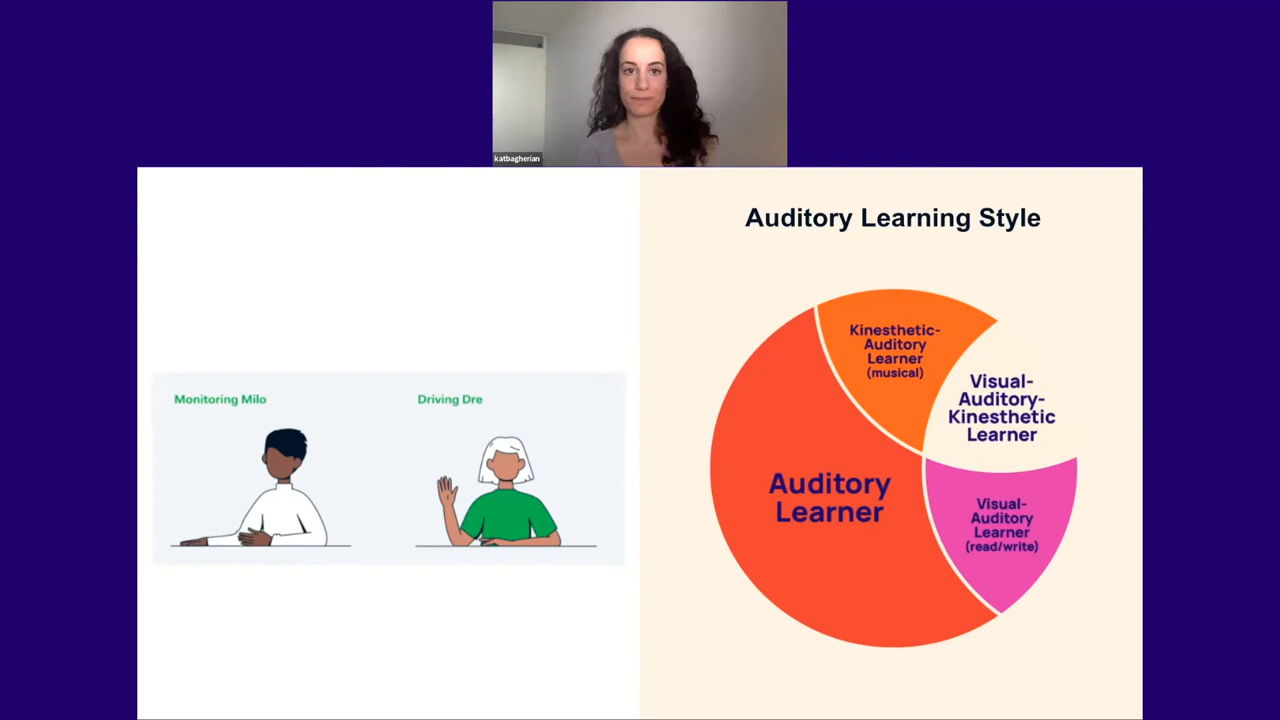 katbagherian
Monitoring Milo
Driving Dre
Auditory Learning Style
Kinesthetic-
Auditory
Learner
(musical)
Visual-
Auditory-
Kinesthetic
Learner
Auditory
Learner
Visual-
Auditory
Learner
(read/write)